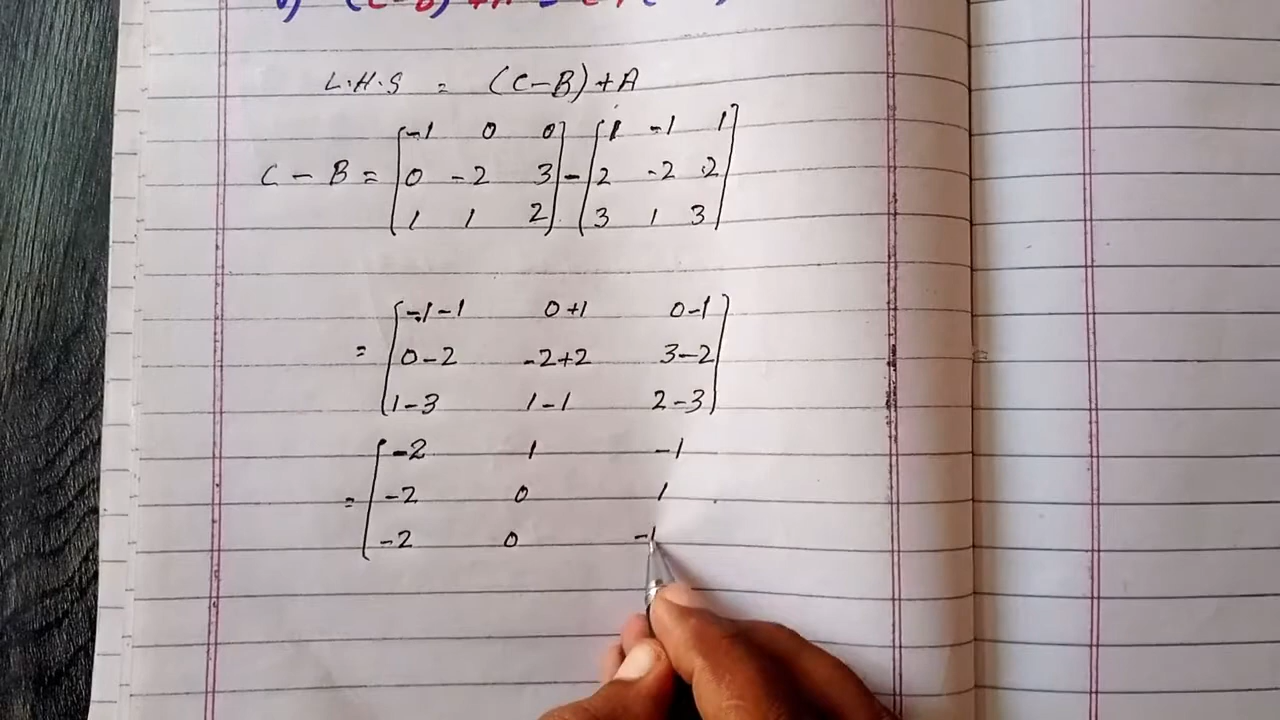 (C-B)+A =
L.H.S = (C-B)+A
-1 0 0 1 -1 1
C - B = 0 -2 3 - 2 -2 2
1 1 2 3 1 3
-1-1 0+1 0-1
= 0-2 -2+2 3-2
1-3 1-1 2-3
-2 1 -1
= -2 0 1
-2 0 -1